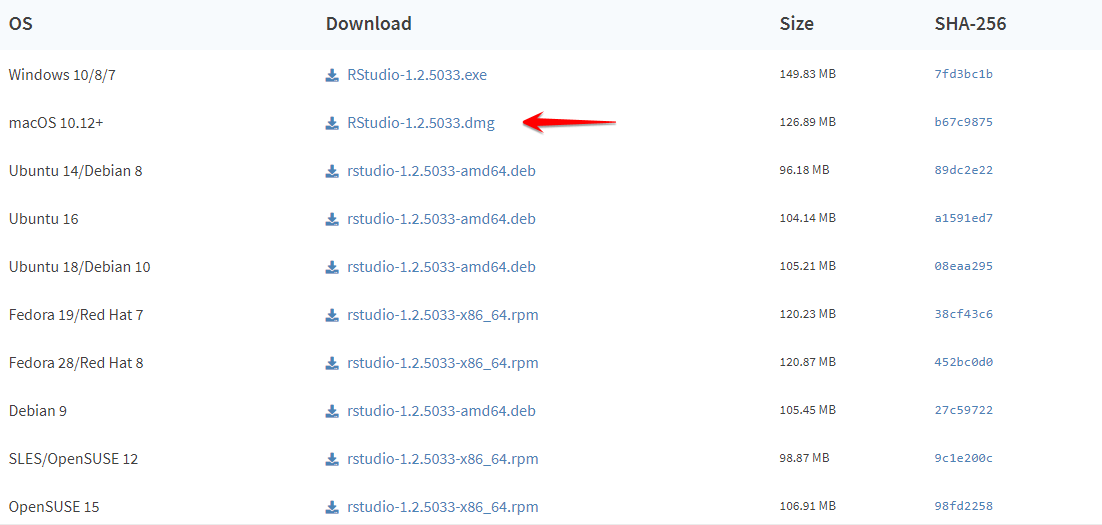 OS Download Size SHA-256
Windows 10/8/7 RStudio-1.2.5033.exe 149.83 MB 7fd3bc1b
macOS 10.12+ RStudio-1.2.5033.dmg 126.89 MB b67c9875
Ubuntu 14/Debian 8 rstudio-1.2.5033-amd64.deb 96.18 MB 89dc2e22
Ubuntu 16 rstudio-1.2.5033-amd64.deb 104.14 MB a1591ed7
Ubuntu 18/Debian 10 rstudio-1.2.5033-amd64.deb 105.21 MB 08eaa295
Fedora 19/Red Hat 7 rstudio-1.2.5033-x86_64.rpm 120.23 MB 38cf43c6
Fedora 28/Red Hat 8 rstudio-1.2.5033-x86_64.rpm 120.87 MB 452bc0d0
Debian 9 rstudio-1.2.5033-amd64.deb 105.45 MB 27c59722
SLES/OpenSUSE 12 rstudio-1.2.5033-x86_64.rpm 98.87 MB 9c1e200c
OpenSUSE 15 rstudio-1.2.5033-x86_64.rpm 106.91 MB 98fd2258